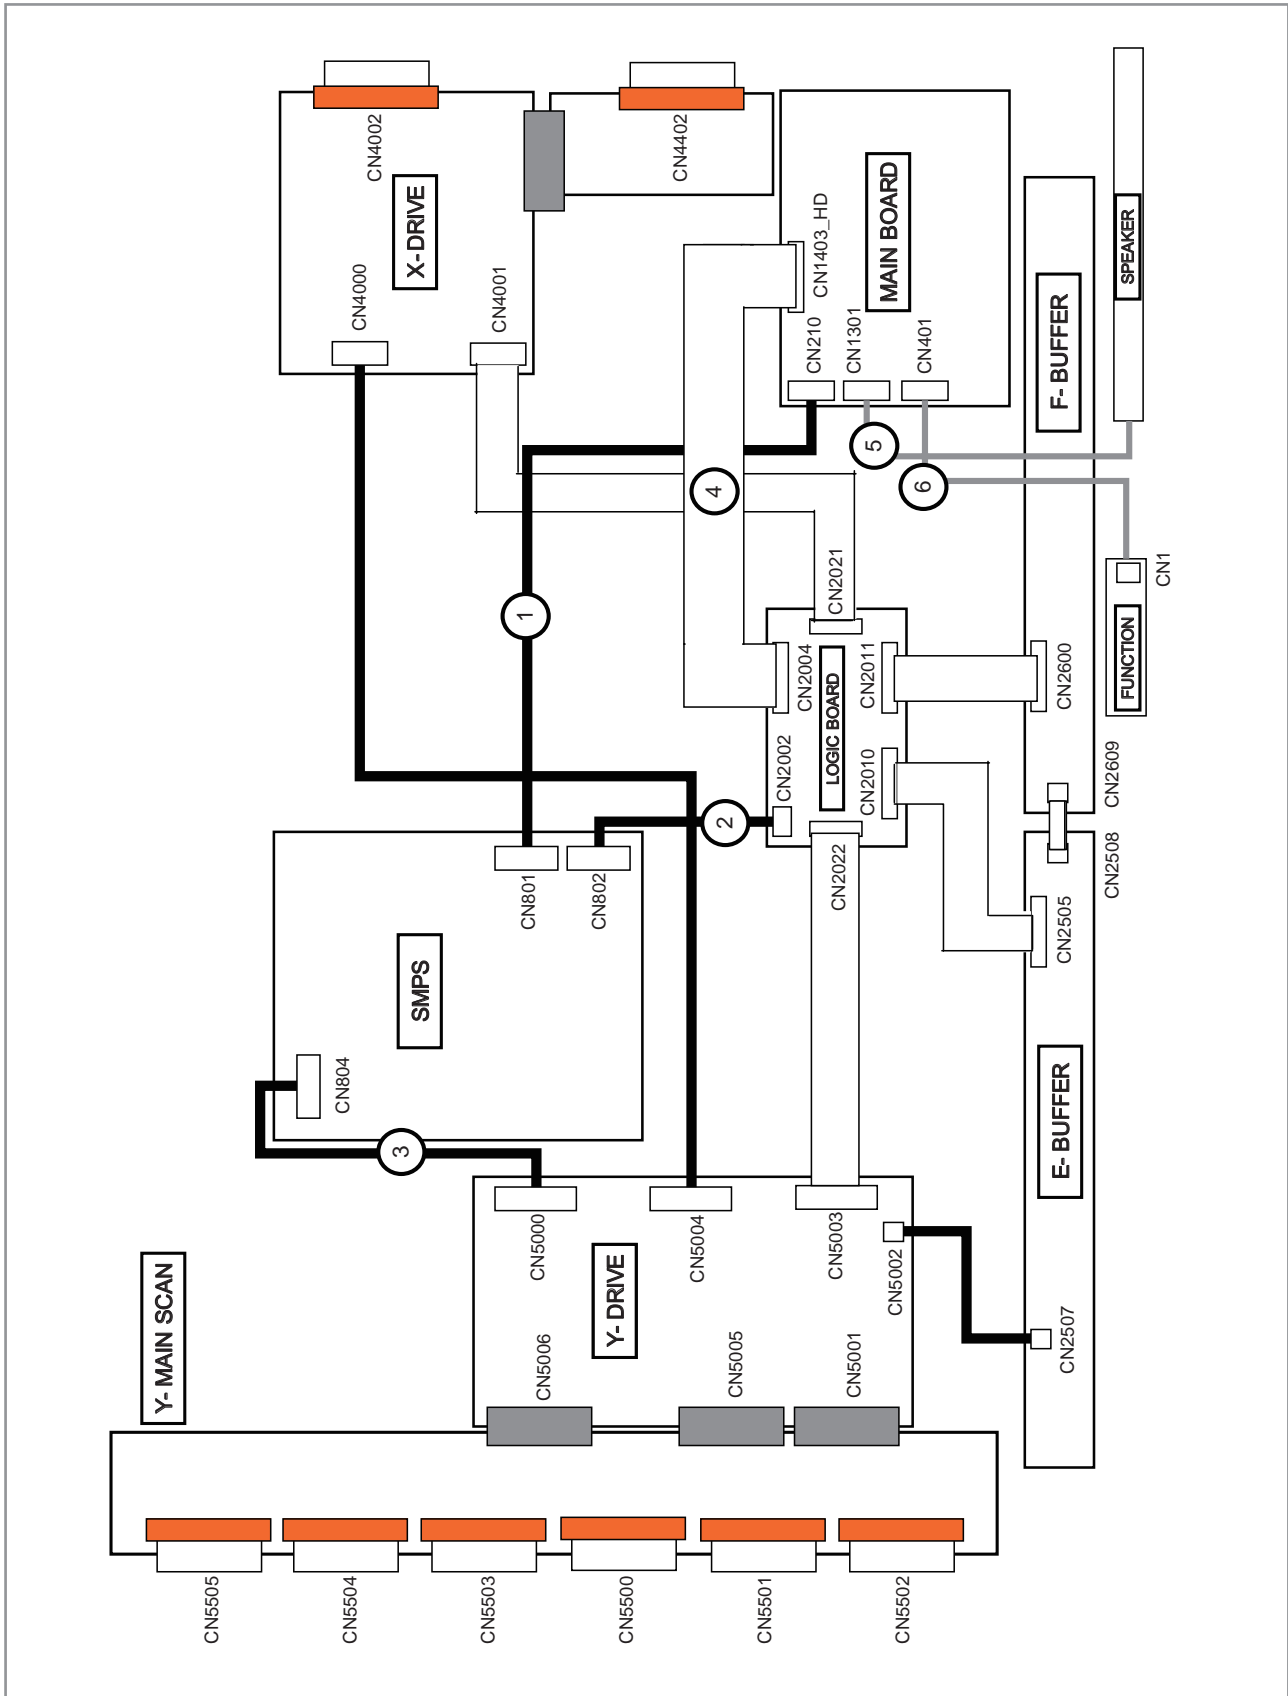 Y- MAIN SCAN
CN5505
CN5504
CN804
CN4000
CN4002
3
SMPS
X-DRIVE
CN5503
CN4001
1
CN801
CN5000
CN5006
CN802
Y- DRIVE
CN5500
CN4402
CN5004
4
2
CN5005
CN5501
CN2002
CN2004
CN210
CN1403_HD
LOGIC BOARD
CN5003
CN2022
CN2021
CN5001
CN1301
CN2010
CN2011
5
MAIN BOARD
CN5002
CN5502
6
CN401
E- BUFFER
F- BUFFER
CN2507
CN2505
CN2600
CN2508
CN2609
FUNCTION
SPEAKER
CN1